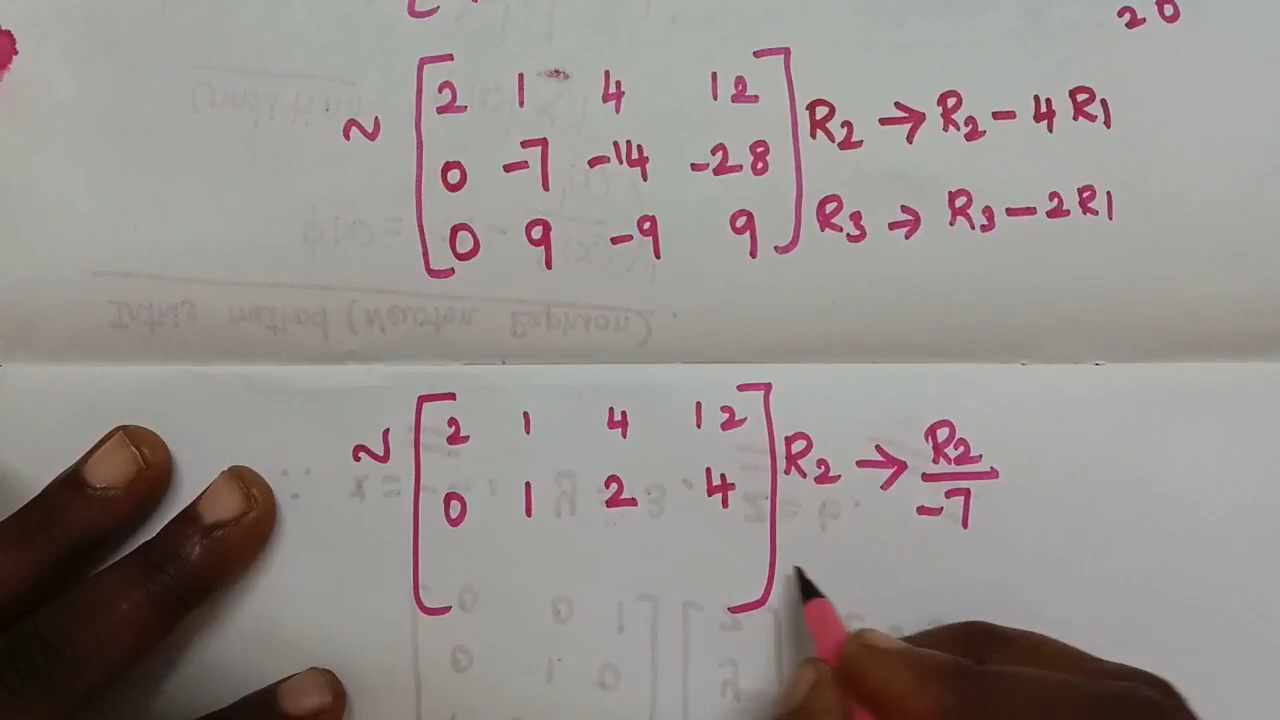 20
~ [ 2 1 4 12 ] R2 → R2 - 4R1
[ 0 -7 -14 -28 ]
[ 0 9 -9 9 ] R3 → R3 - 2R1
~ [ 2 1 4 12 ] R2 → R2/-7
[ 0 1 2 4 ]